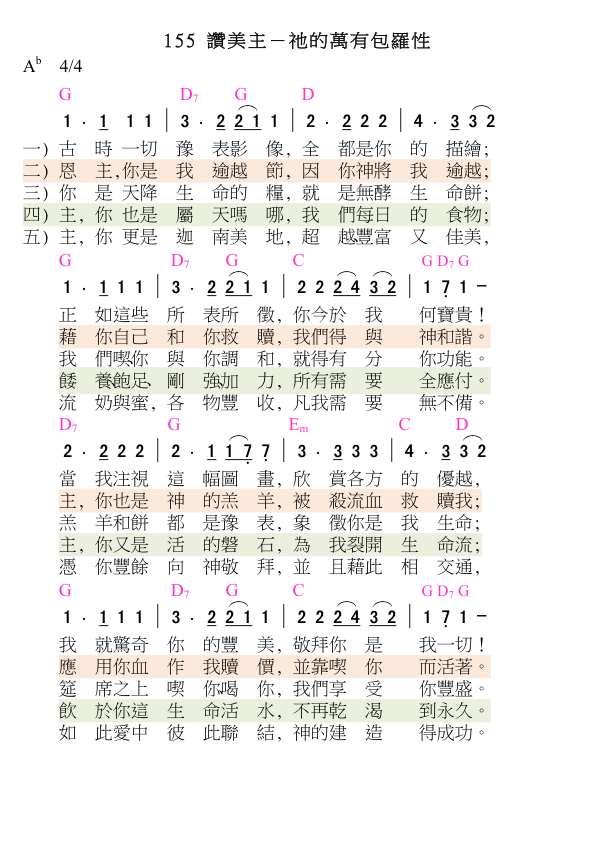 155 讚美主－祂的萬有包羅性
A♭ 4/4
G D7 G D
1 · 1 1 1 | 3 · 2 2 1 1 | 2 · 2 2 2 | 4 · 3 3 2
一) 古 時 一切 豫 表影 像, 全 都是你 的 描繪;
二) 恩 主,你是 我 逾越 節, 因 你神將 我 逾越;
三) 你 是 天降 生 命的 糧, 就 是無酵 生 命餅;
四) 主, 你 也是 屬 天嗎 哪, 我 們每日 的 食物;
五) 主, 你 更是 迦 南美 地, 超 越豐富 又 佳美,
G D7 G C G D7 G
1 · 1 1 1 | 3 · 2 2 1 1 | 2 2 2 4 3 2 | 1 7 1 －
正 如這些 所 表所 徵, 你今於 我 何寶貴！
藉 你自己 和 你救 贖, 我們得 與 神和諧。
我 們喫你 與 你調 和, 就得有 分 你功能。
餧 養飽足、 剛 強加 力, 所有需 要 全應付。
流 奶與蜜, 各 物豐 收, 凡我需 要 無不備。
D7 G Em C D
2 · 2 2 2 | 2 · 1 1 7 7 | 3 · 3 3 3 | 4 · 3 3 2
當 我注視 這 幅圖 畫, 欣 賞各方 的 優越,
主, 你也是 神 的羔 羊, 被 殺流血 救 贖我;
羔 羊和餅 都 是豫 表, 象 徵你是 我 生命;
主, 你又是 活 的磐 石, 為 我裂開 生 命流;
憑 你豐餘 向 神敬 拜, 並 且藉此 相 交通,
G D7 G C G D7 G
1 · 1 1 1 | 3 · 2 2 1 1 | 2 2 2 4 3 2 | 1 7 1 －
我 就驚奇 你 的豐 美, 敬拜你 是 我一切！
應 用你血 作 我贖 價, 並靠喫 你 而活著。
筵 席之上 喫 你喝 你, 我們享 受 你豐盛。
飲 於你這 生 命活 水, 不再乾 渴 到永久。
如 此愛中 彼 此聯 結, 神的建 造 得成功。